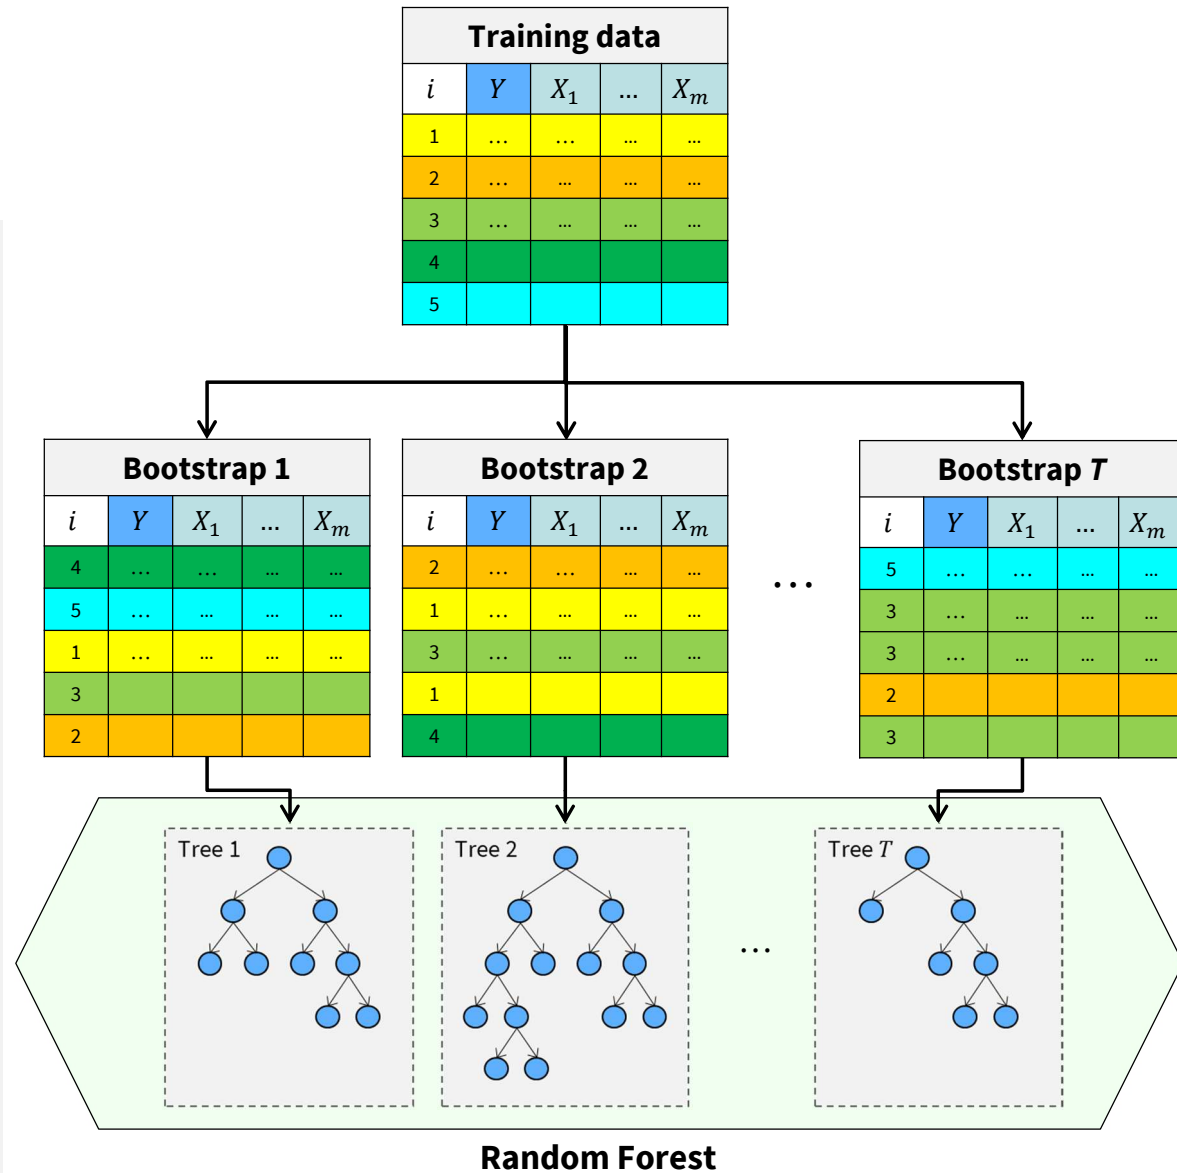 Training data
i Y X₁ ... Xₘ
1 ... ... ... ...
2 ... ... ... ...
3 ... ... ... ...
4
5
Bootstrap 1
i Y X₁ ... Xₘ
4 ... ... ... ...
5 ... ... ... ...
1 ... ... ... ...
3
2
Bootstrap 2
i Y X₁ ... Xₘ
2 ... ... ... ...
1 ... ... ... ...
3 ... ... ... ...
1
4
...
Bootstrap T
i Y X₁ ... Xₘ
5 ... ... ... ...
3 ... ... ... ...
3 ... ... ... ...
2
3
Tree 1
Tree 2
...
Tree T
Random Forest